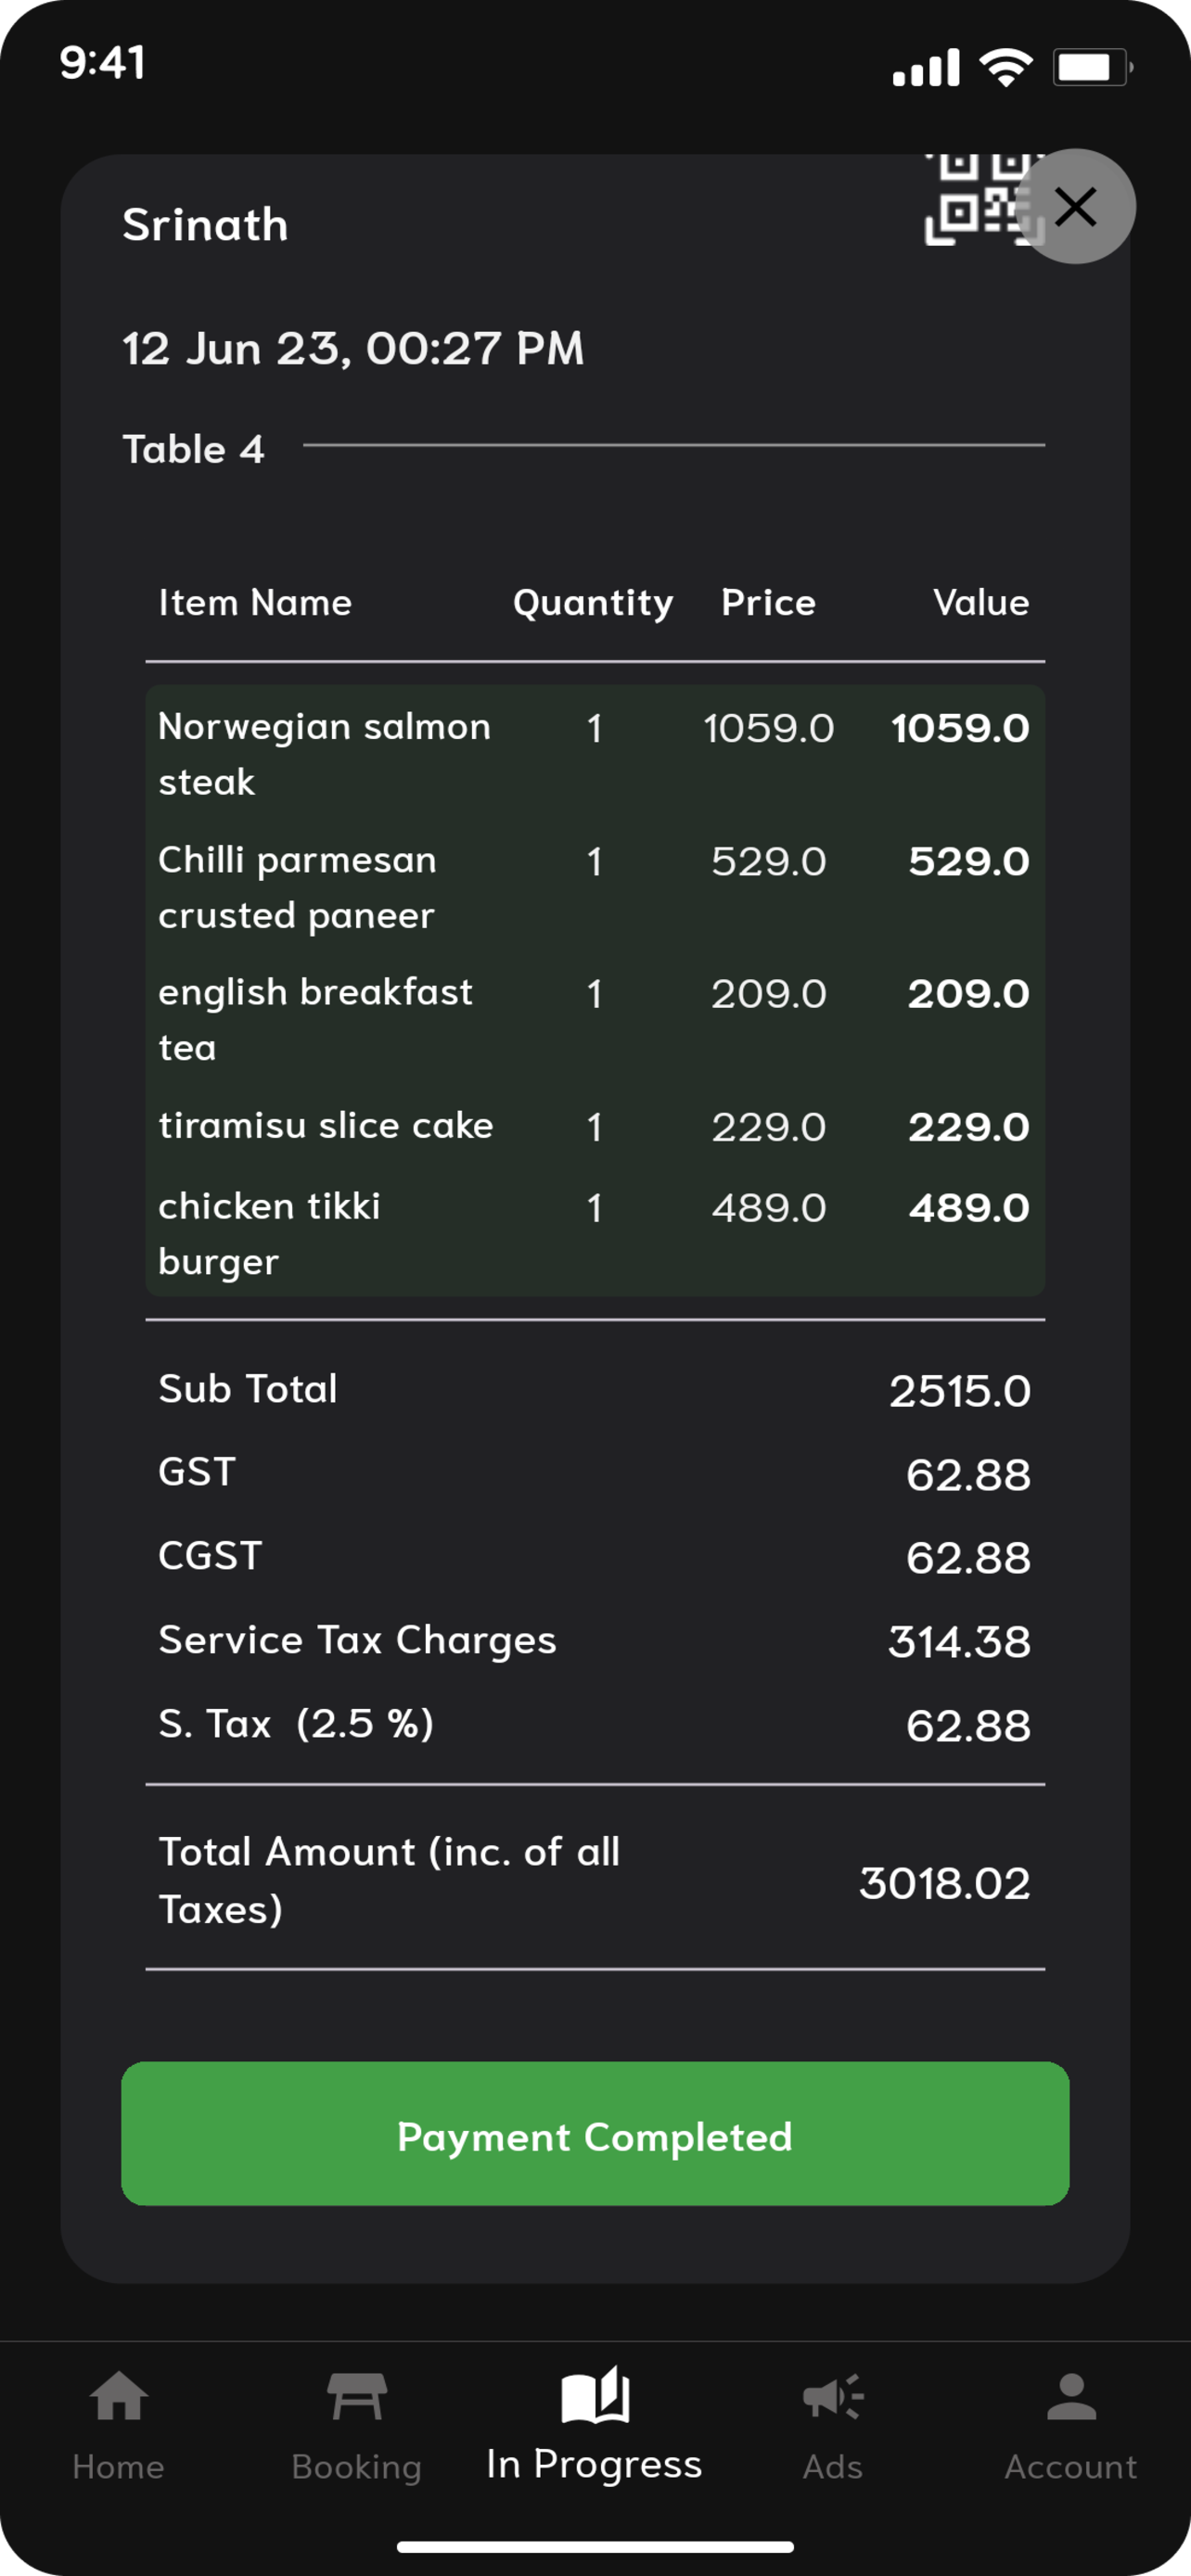 9:41
Srinath
12 Jun 23, 00:27 PM
Table 4
Item Name Quantity Price Value
Norwegian salmon 1 1059.0 1059.0
steak
Chilli parmesan 1 529.0 529.0
crusted paneer
english breakfast 1 209.0 209.0
tea
tiramisu slice cake 1 229.0 229.0
chicken tikki 1 489.0 489.0
burger
Sub Total 2515.0
GST 62.88
CGST 62.88
Service Tax Charges 314.38
S. Tax (2.5 %) 62.88
Total Amount (inc. of all
Taxes) 3018.02
Payment Completed
Home Booking In Progress Ads Account